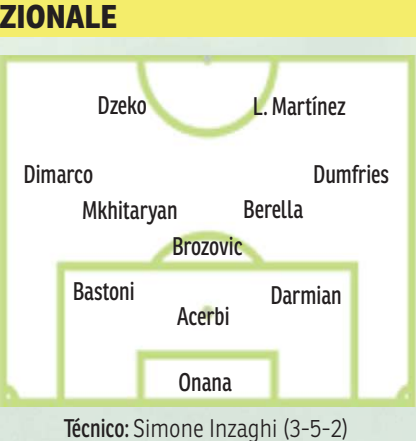 ZIONALE
Dzeko L. Martínez
Dimarco Dumfries
Mkhitaryan Berella
Brozovic
Bastoni Darmian
Acerbi
Onana
Técnico: Simone Inzaghi (3-5-2)